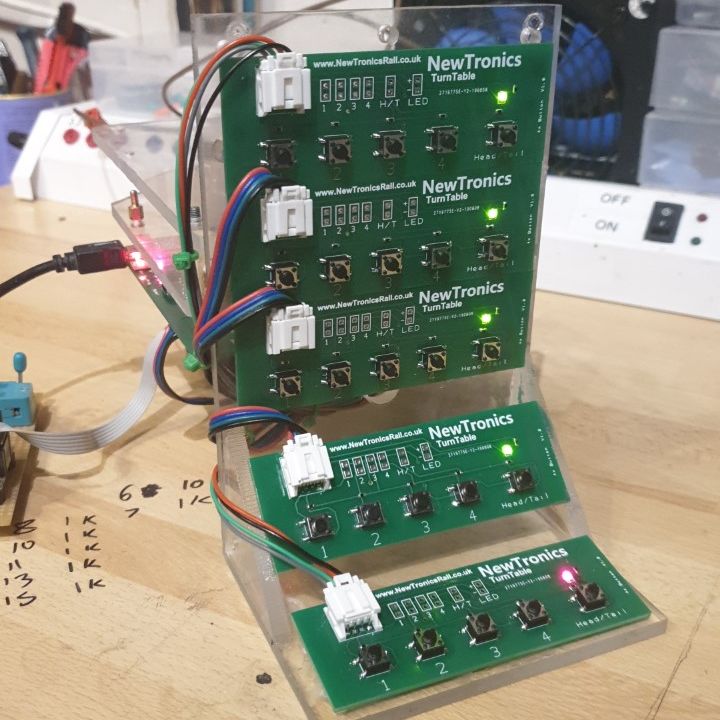 www.NewTronicsRail.co.uk NewTronics
TurnTable
1 2 3 4 H/T LED
Head/Tail
www.NewTronicsRail.co.uk NewTronics
TurnTable
1 2 3 4 H/T LED
Head/Tail
www.NewTronicsRail.co.uk NewTronics
TurnTable
1 2 3 4 H/T LED
Head/Tail
www.NewTronicsRail.co.uk NewTronics
TurnTable
1 2 3 4 H/T LED
1 2 3 4 Head/Tail
www.NewTronicsRail.co.uk NewTronics
TurnTable
1 2 3 4 H/T LED
1 2 3 4 Head/Tail
OFF
ON
6 10
7 1K
8 1K
10 1K
11 1K
13 1K
15